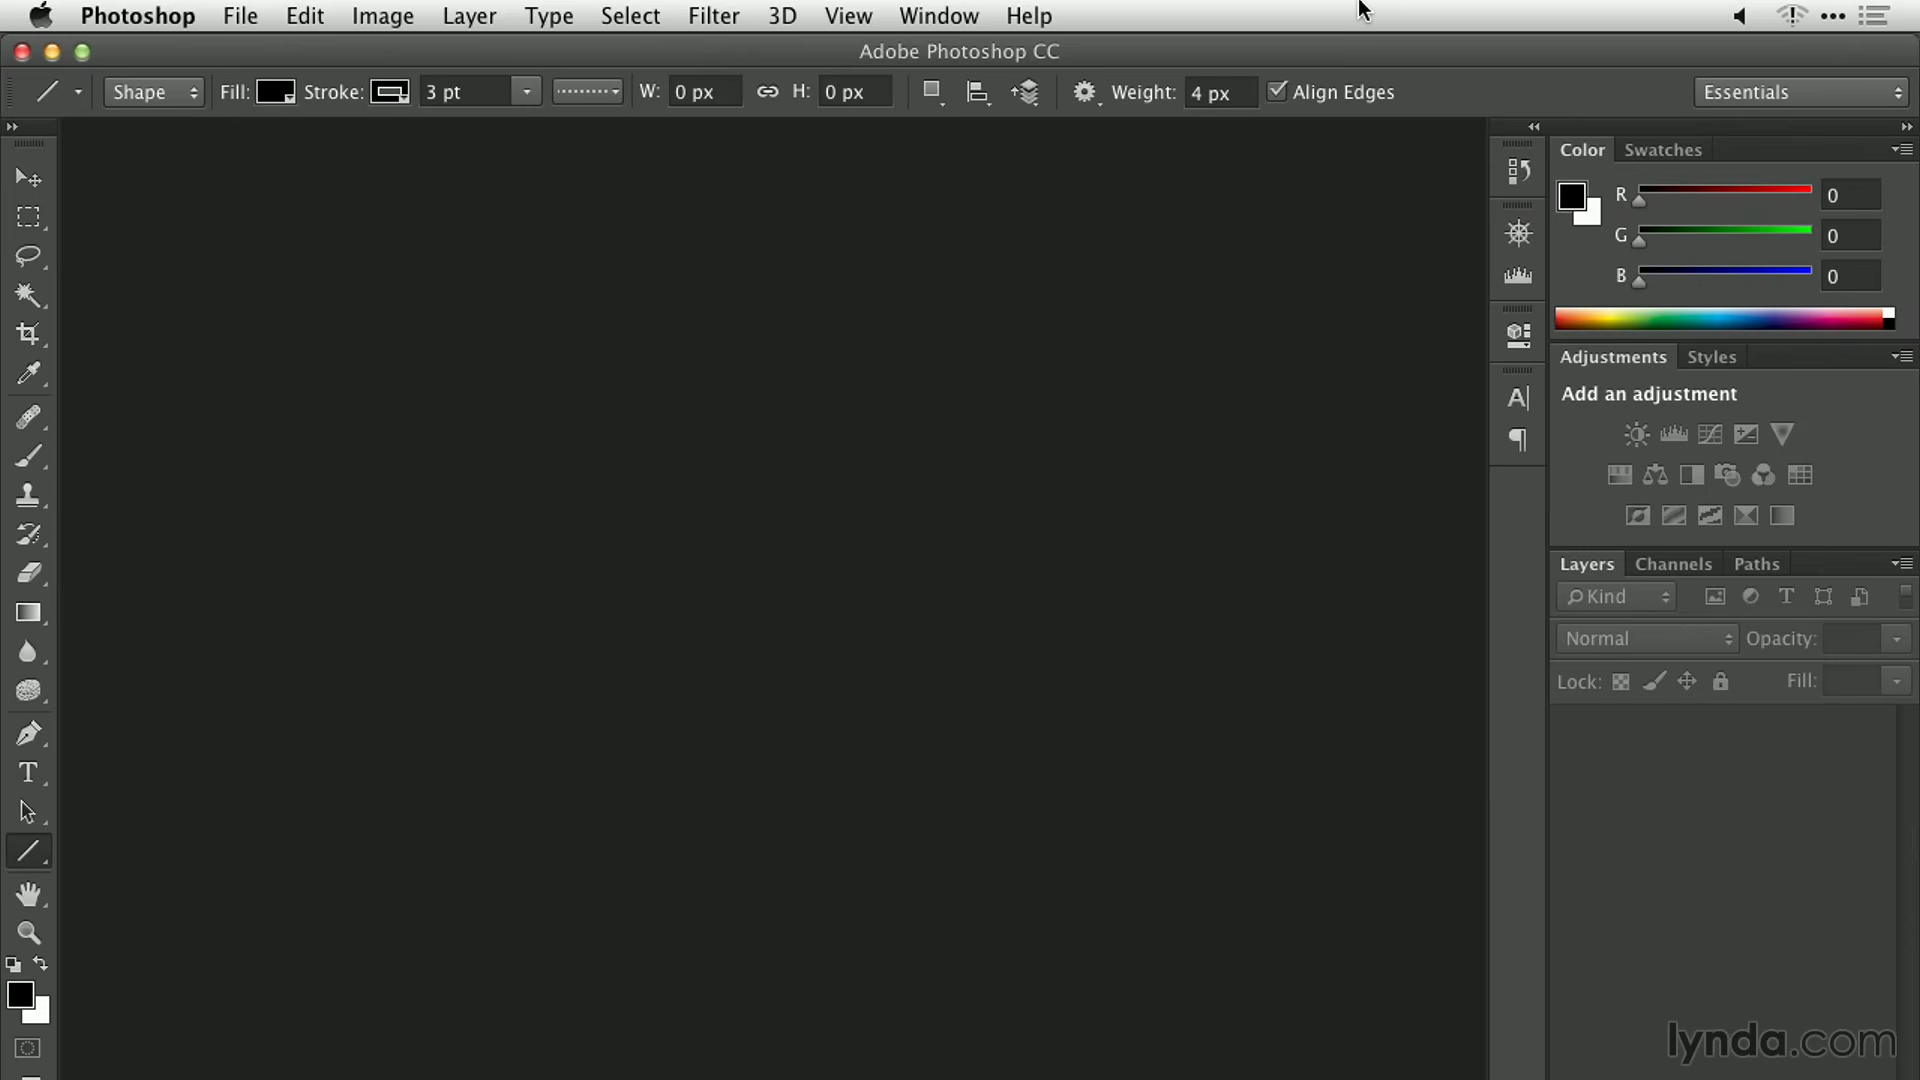 Photoshop File Edit Image Layer Type Select Filter 3D View Window Help
Adobe Photoshop CC
Shape Fill: Stroke: 3 pt W: 0 px H: 0 px Weight: 4 px Align Edges Essentials
Color Swatches
R 0
G 0
B 0
Adjustments Styles
Add an adjustment
Layers Channels Paths
Kind
Normal Opacity:
Lock: Fill:
lynda.com